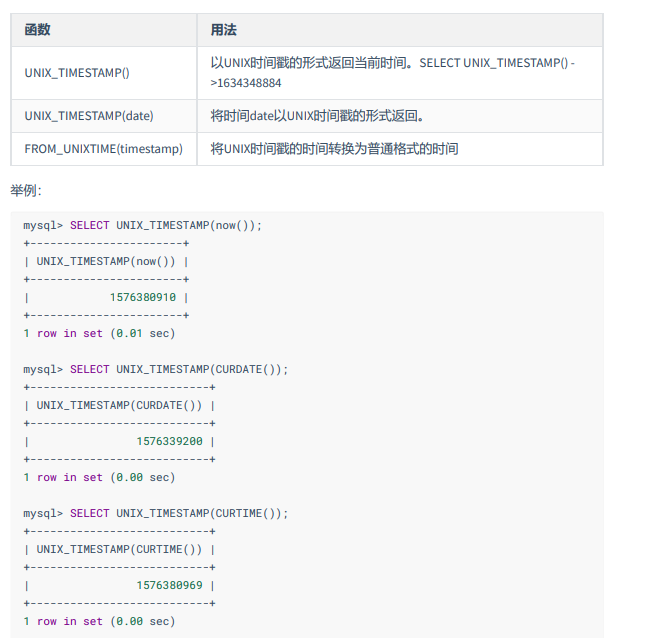 函数 用法
UNIX_TIMESTAMP() 以UNIX时间戳的形式返回当前时间。SELECT UNIX_TIMESTAMP() -
>1634348884
UNIX_TIMESTAMP(date) 将时间date以UNIX时间戳的形式返回。
FROM_UNIXTIME(timestamp) 将UNIX时间戳的时间转换为普通格式的时间
举例：
mysql> SELECT UNIX_TIMESTAMP(now());
+-----------------------+
| UNIX_TIMESTAMP(now()) |
+-----------------------+
|            1576380910 |
+-----------------------+
1 row in set (0.01 sec)
mysql> SELECT UNIX_TIMESTAMP(CURDATE());
+---------------------------+
| UNIX_TIMESTAMP(CURDATE()) |
+---------------------------+
|                1576339200 |
+---------------------------+
1 row in set (0.00 sec)
mysql> SELECT UNIX_TIMESTAMP(CURTIME());
+---------------------------+
| UNIX_TIMESTAMP(CURTIME()) |
+---------------------------+
|                1576380969 |
+---------------------------+
1 row in set (0.00 sec)